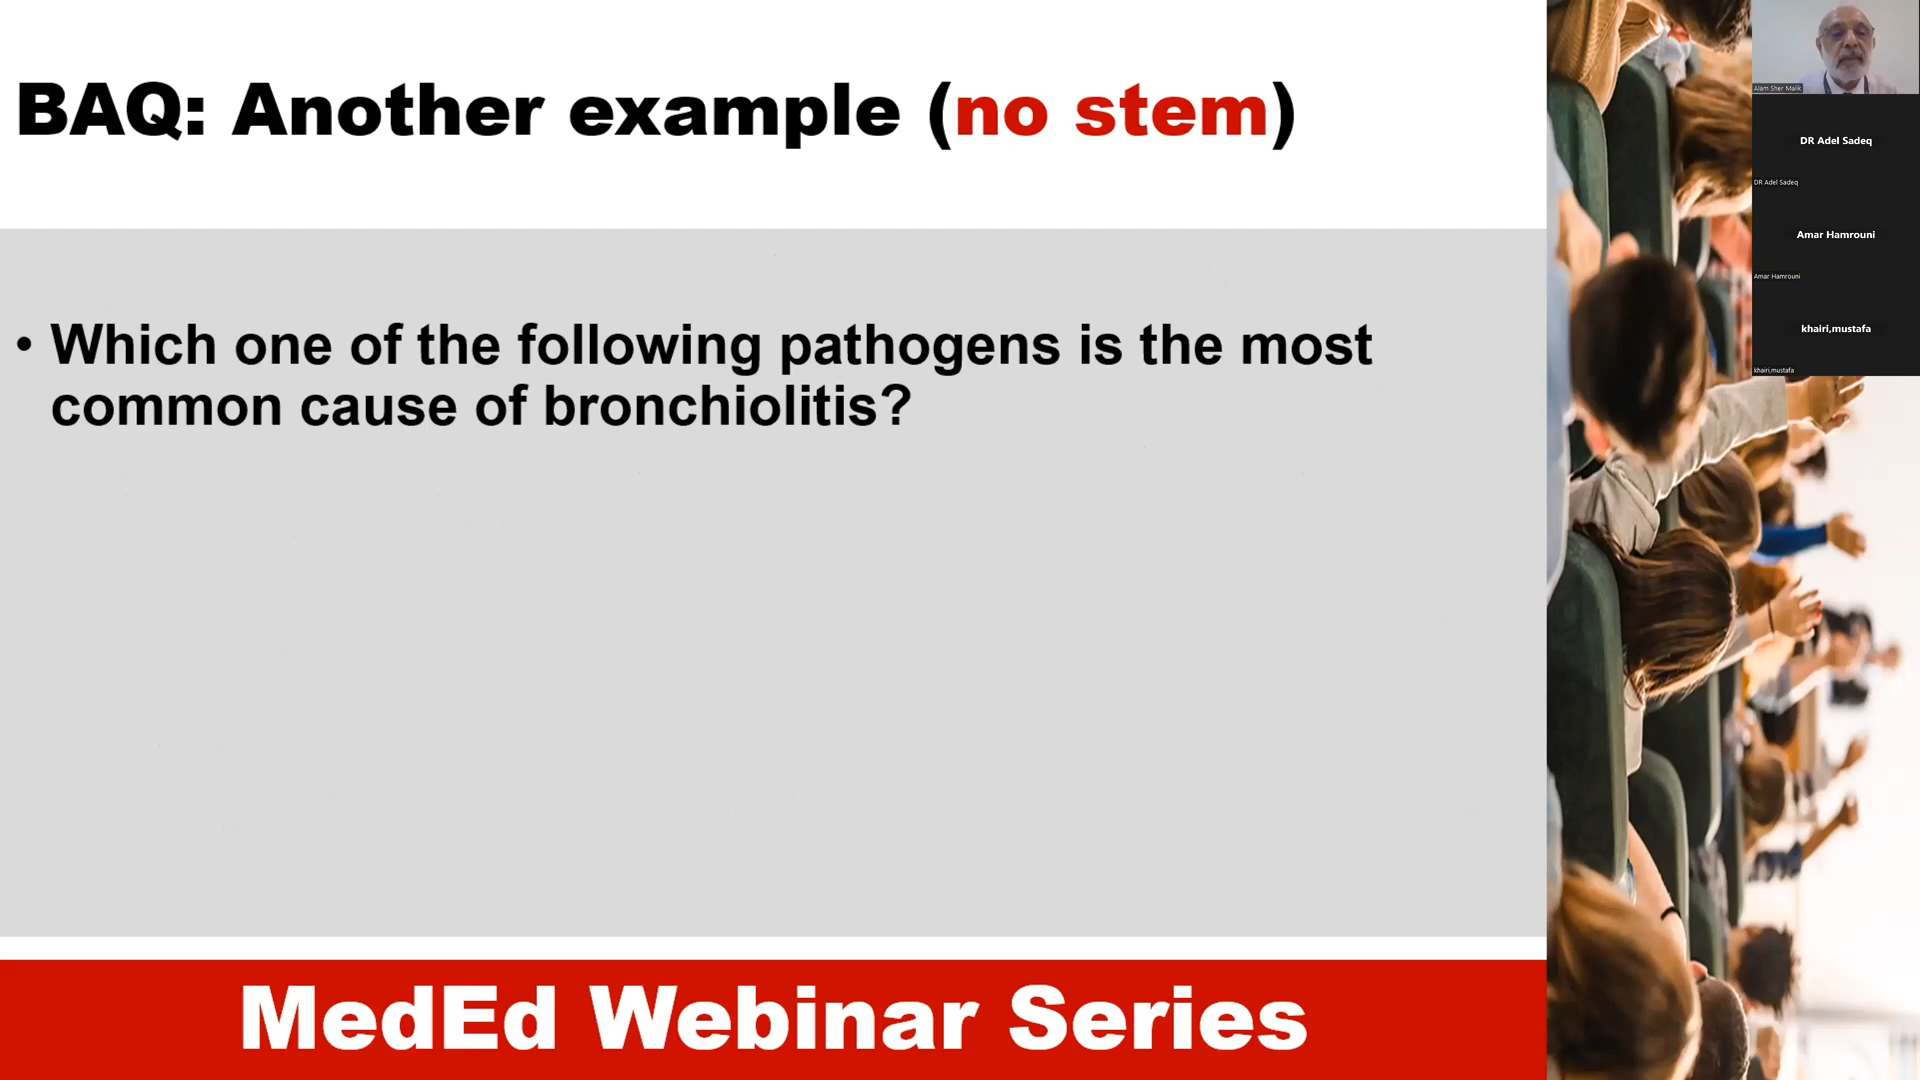 BAQ: Another example (no stem)
• Which one of the following pathogens is the most
common cause of bronchiolitis?
MedEd Webinar Series
Alam Sher Malik
DR Adel Sadeq
DR Adel Sadeq
Amar Hamrouni
Amar Hamrouni
khairi,mustafa
khairi,mustafa